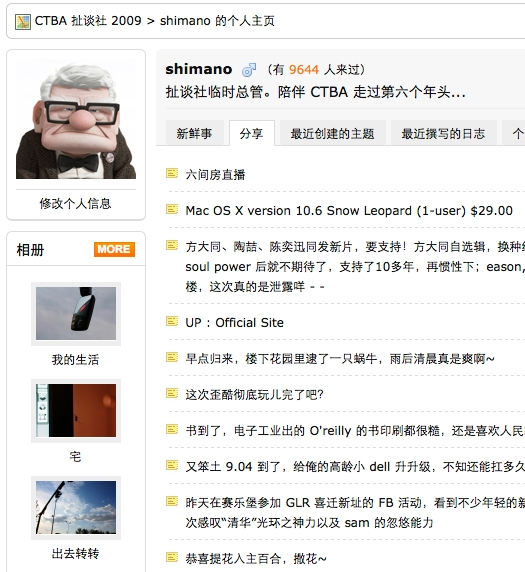 CTBA 扯谈社 2009 > shimano 的个人主页
shimano （有 9644 人来过）
扯谈社临时总管。陪伴 CTBA 走过第六个年头...
新鲜事 分享 最近创建的主题 最近撰写的日志 个
修改个人信息
相册 MORE
我的生活
宅
出去转转
六间房直播
Mac OS X version 10.6 Snow Leopard (1-user) $29.00
方大同、陶喆、陈奕迅同发新片，要支持！方大同自选辑，换种
soul power 后就不期待了，支持了10多年，再惯性下；eason,
楼，这次真的是泄露咩 - -
UP : Official Site
早点归来，楼下花园里逮了一只蜗牛，雨后清晨真是爽啊~
这次歪酷彻底玩儿完了吧？
书到了，电子工业出的 O'reilly 的书印刷都很糙，还是喜欢人民
又笨土 9.04 到了，给俺的高龄小 dell 升升级，不知还能扛多久
昨天在赛乐堡参加 GLR 喜迁新址的 FB 活动，看到不少年轻的
次感叹“清华”光环之神力以及 sam 的忽悠能力
恭喜提花入主百合，撒花~